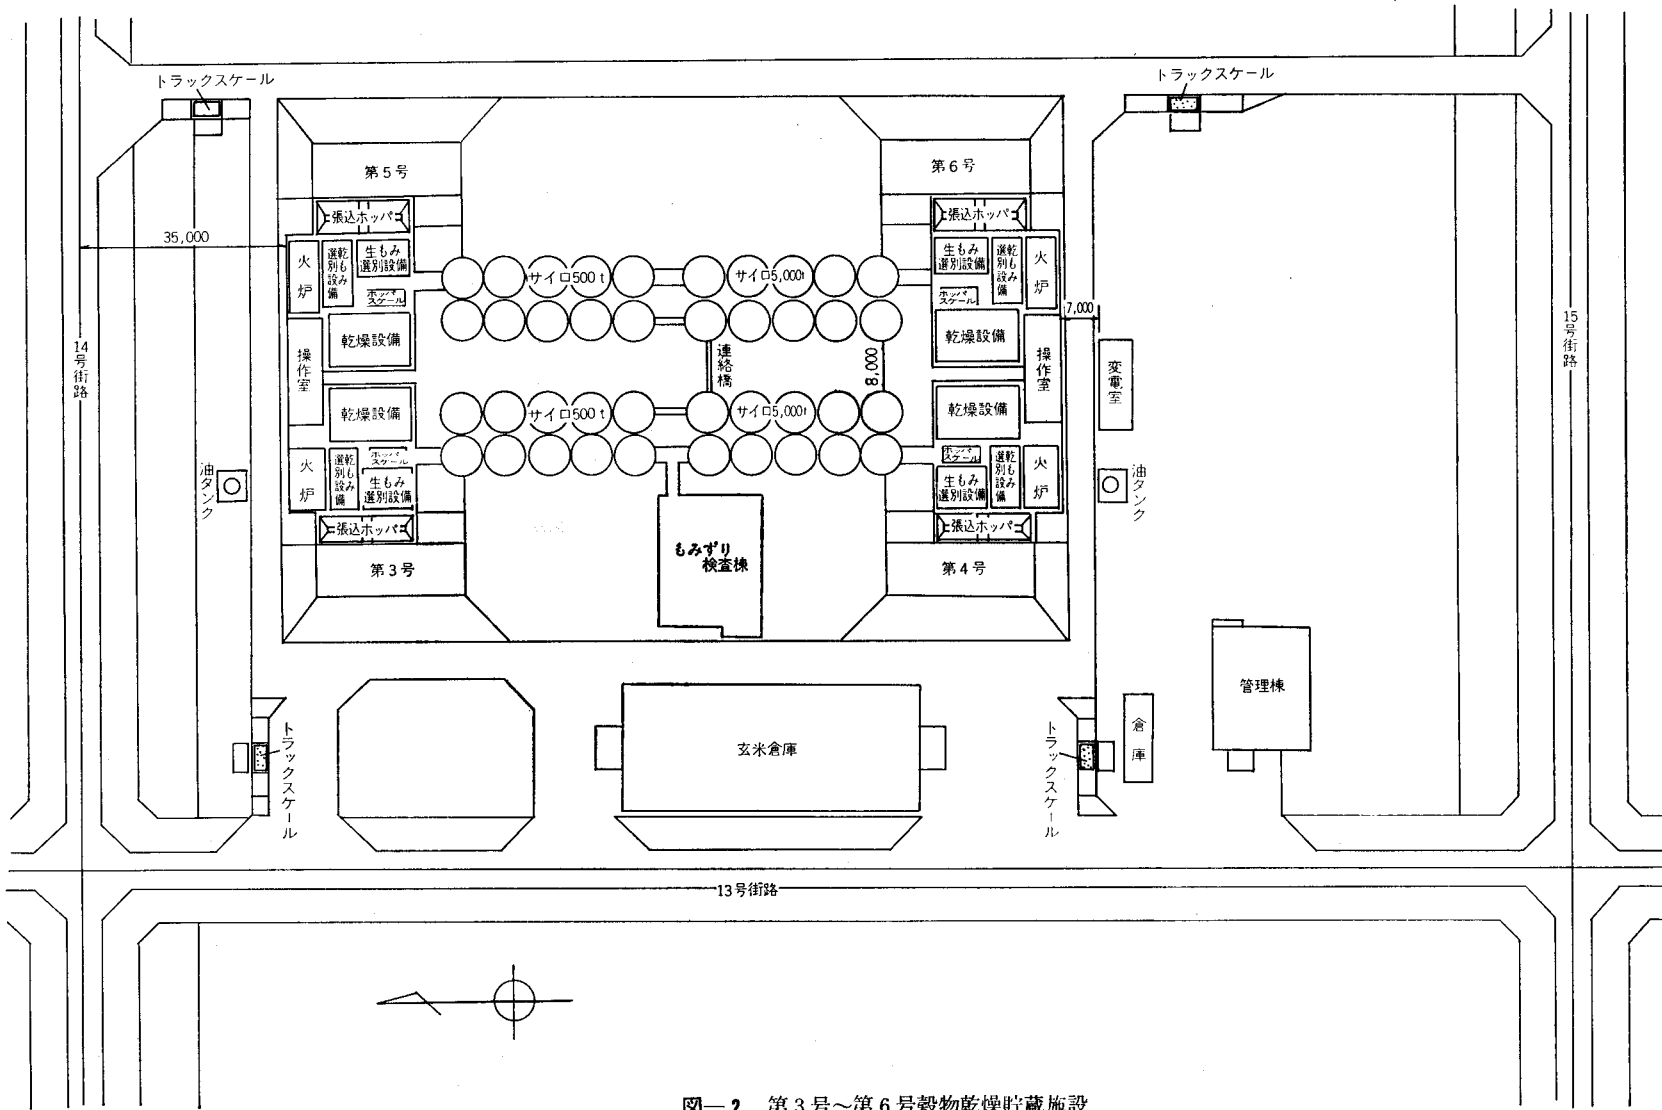 トラックスケール
トラックスケール
第5号
第6号
張込ホッパ
張込ホッパ
35,000
火炉
乾もみ選別設備
生もみ選別設備
ホッパスケール
サイロ500t
サイロ5,000t
生もみ選別設備
乾もみ選別設備
火炉
ホッパスケール
7,000
14号街路
15号街路
操作室
乾燥設備
連絡橋
8,000
乾燥設備
操作室
変電室
乾燥設備
サイロ500t
サイロ5,000t
乾燥設備
油タンク
火炉
乾もみ選別設備
ホッパスケール
生もみ選別設備
ホッパスケール
生もみ選別設備
乾もみ選別設備
火炉
油タンク
張込ホッパ
張込ホッパ
もみずり
検査棟
第3号
第4号
管理棟
トラックスケール
玄米倉庫
トラックスケール
倉庫
13号街路
図―2 第3号～第6号穀物乾燥貯蔵施設